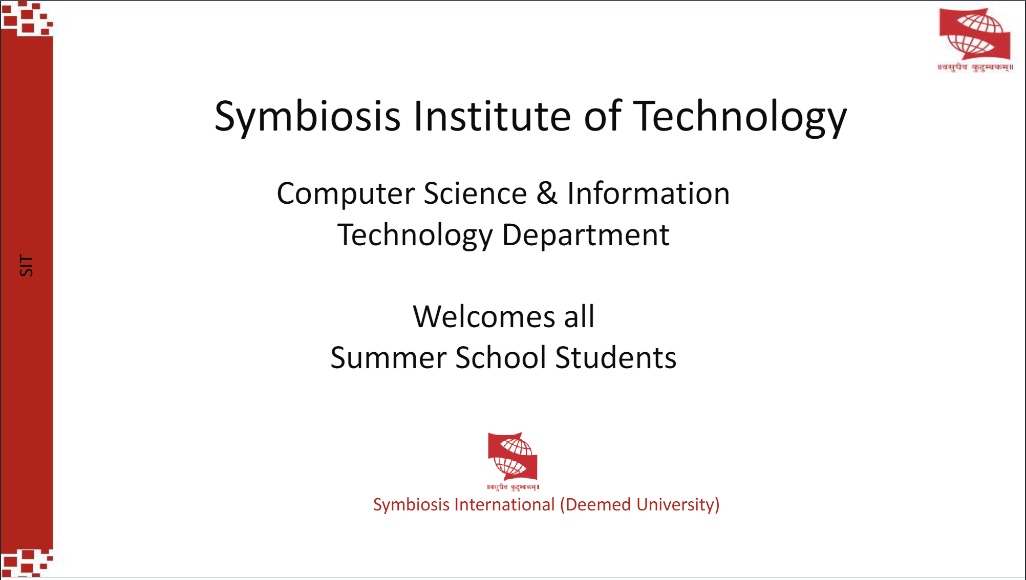 ॥वसुधैव कुटुम्बकम्॥
Symbiosis Institute of Technology
Computer Science & Information
Technology Department
SIT
Welcomes all
Summer School Students
॥वसुधैव कुटुम्बकम्॥
Symbiosis International (Deemed University)